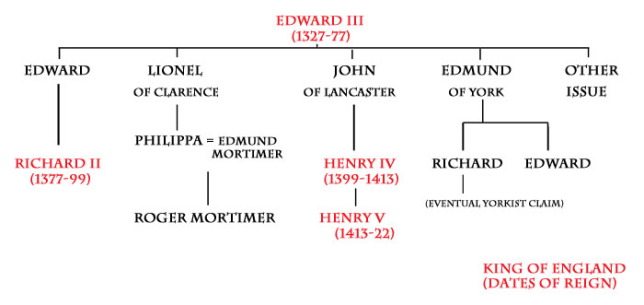 EDWARD III
(1327-77)
EDWARD
LIONEL
OF CLARENCE
JOHN
OF LANCASTER
EDMUND
OF YORK
OTHER
ISSUE
PHILIPPA = EDMUND
MORTIMER
RICHARD II
(1377-99)
HENRY IV
(1399-1413)
RICHARD
EDWARD
(EVENTUAL YORKIST CLAIM)
ROGER MORTIMER
HENRY V
(1413-22)
KING OF ENGLAND
(DATES OF REIGN)